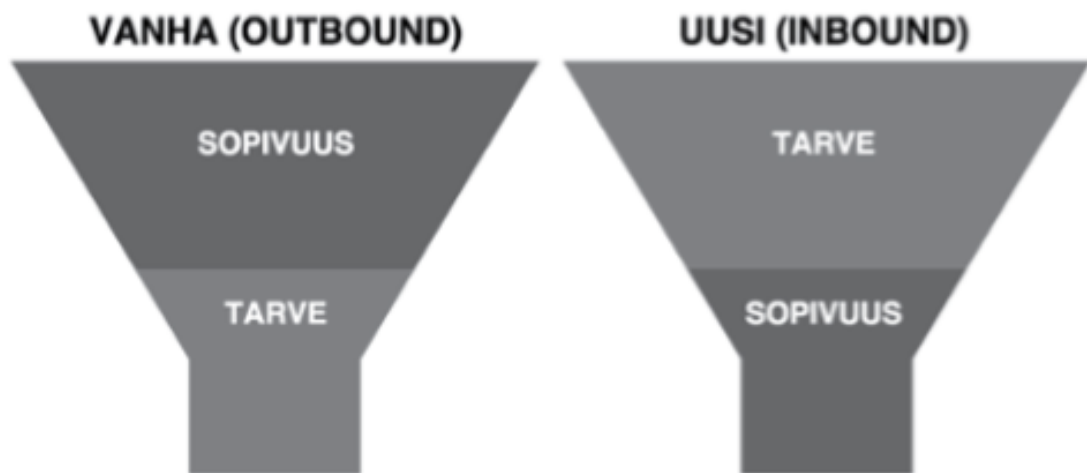 VANHA (OUTBOUND)
SOPIVUUS
TARVE
UUSI (INBOUND)
TARVE
SOPIVUUS